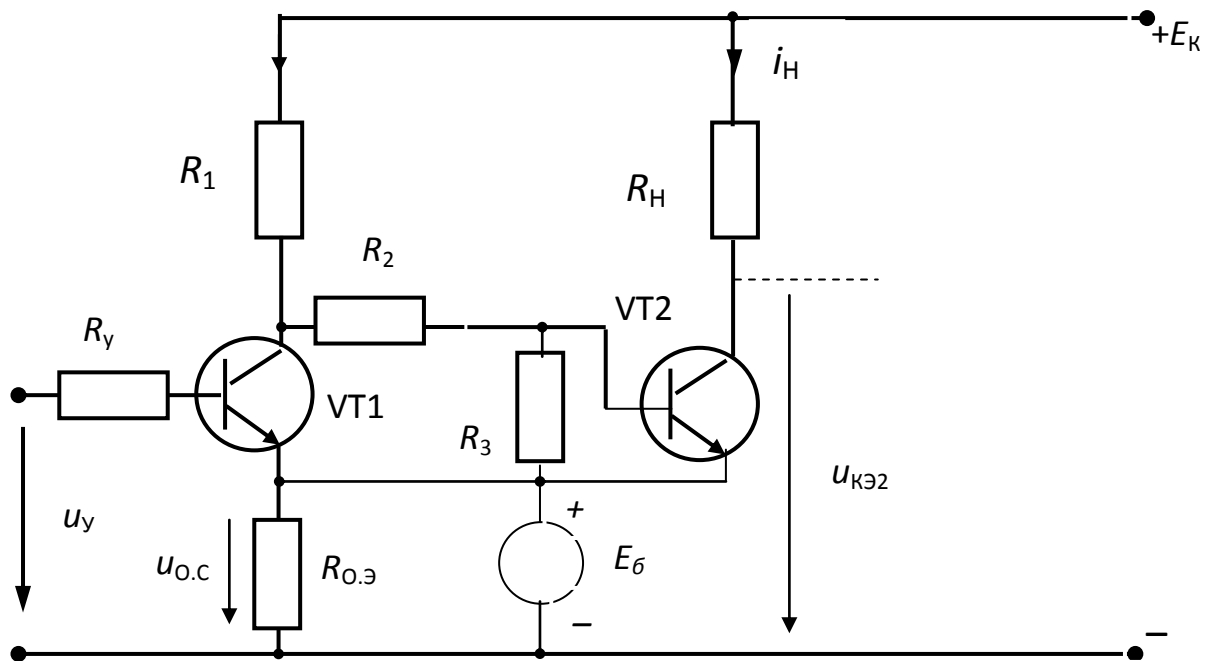 +EК
iН
R1
RН
R2
VT2
Rу
VT1
R3
uКЭ2
uУ
+
uО.С
RО.Э
Eб
–
–